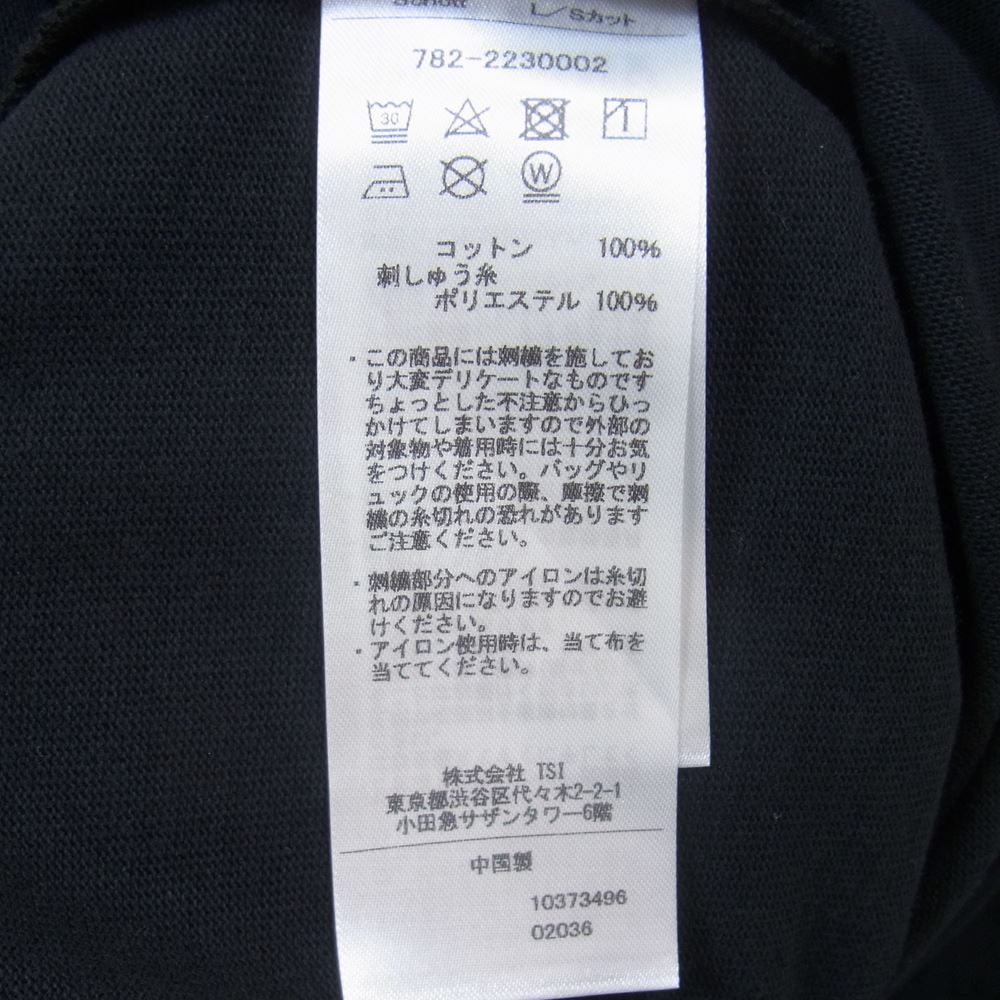 Schott L/Sカット
782-2230002
30
W
コットン 100%
刺しゅう糸
ポリエステル 100%
・この商品には刺繍を施してお
り大変デリケートなものです
ちょっとした不注意からひっ
かけてしまいますので外部の
対象物や着用時には十分お気
をつけください。バッグやリ
ュックの使用の際、摩擦で刺
繍の糸切れの恐れがあります
ご注意ください。
・刺繍部分へのアイロンは糸切
れの原因になりますのでお避
けください。
・アイロン使用時は、当て布を
当ててください。
株式会社 TSI
東京都渋谷区代々木2-2-1
小田急サザンタワー6階
中国製
10373496
02036